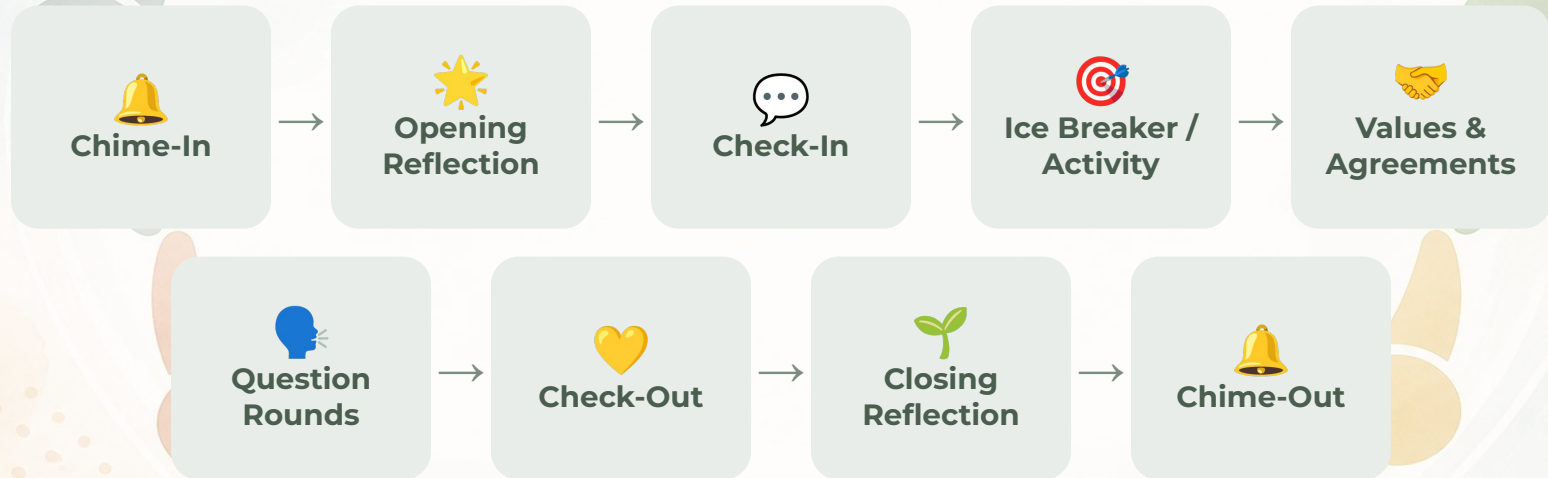 Chime-In
Opening
Reflection
Check-In
Ice Breaker /
Activity
Values &
Agreements
Question
Rounds
Check-Out
Closing
Reflection
Chime-Out